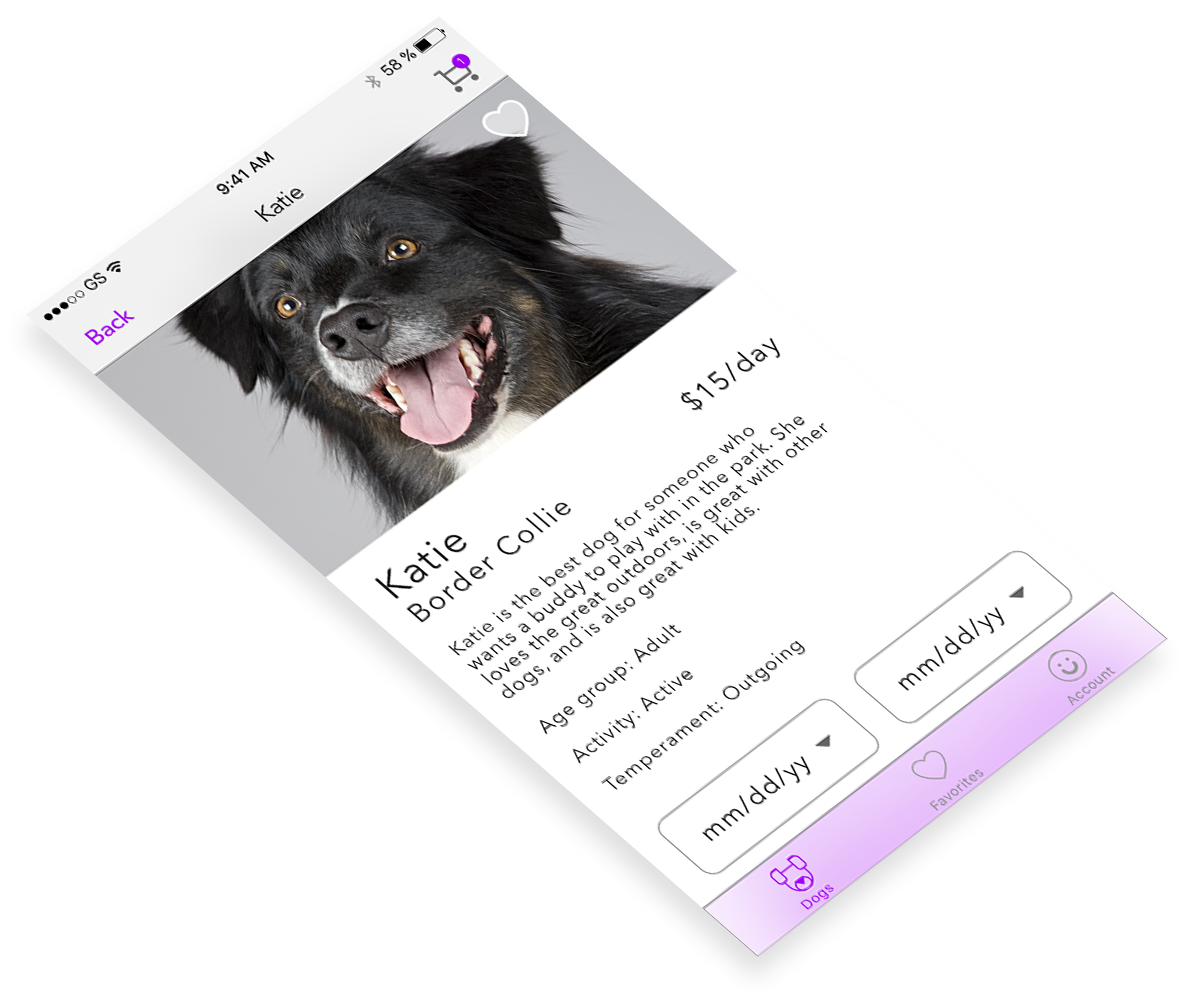 ●●●○○ GS 9:41 AM 58 %
1
Back Katie
$15/day
Katie
Border Collie
Katie is the best dog for someone who
wants a buddy to play with in the park. She
loves the great outdoors, is great with other
dogs, and is also great with kids.
Age group: Adult
Activity: Active
Temperament: Outgoing
mm/dd/yy mm/dd/yy
Dogs Favorites Account